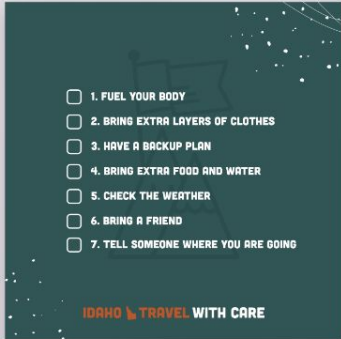 1. FUEL YOUR BODY
2. BRING EXTRA LAYERS OF CLOTHES
3. HAVE A BACKUP PLAN
4. BRING EXTRA FOOD AND WATER
5. CHECK THE WEATHER
6. BRING A FRIEND
7. TELL SOMEONE WHERE YOU ARE GOING
IDAHO TRAVEL WITH CARE